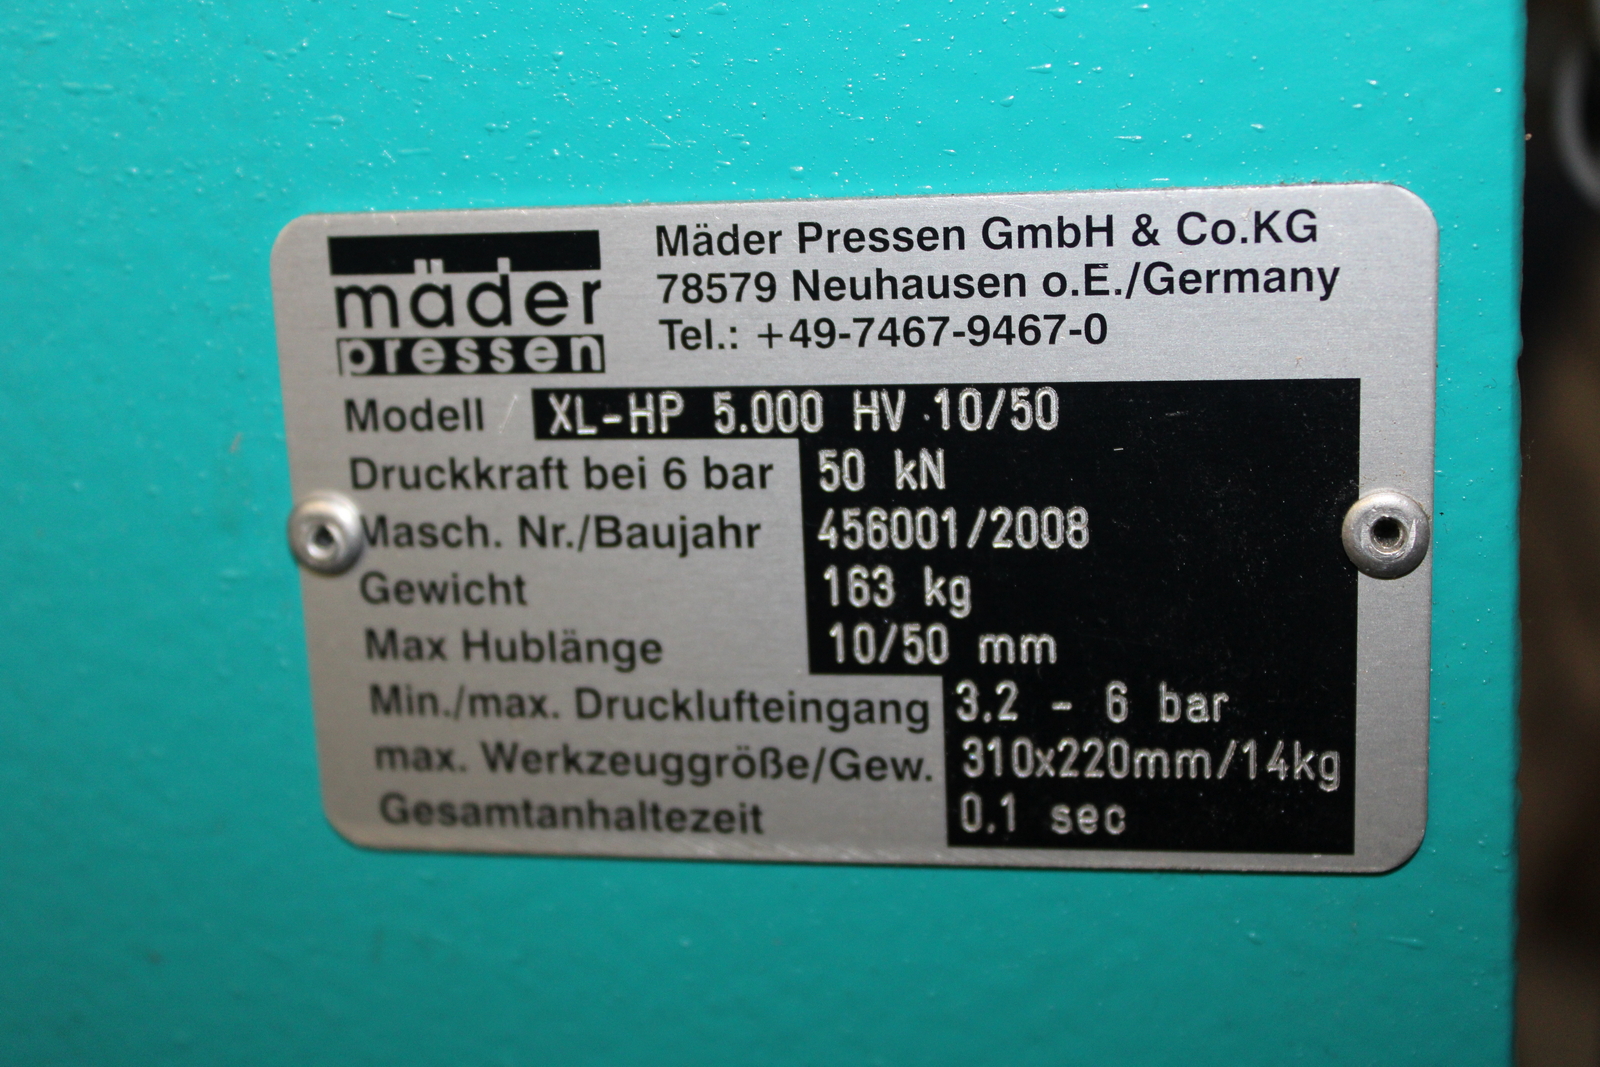 mäder
pressen
Mäder Pressen GmbH & Co.KG
78579 Neuhausen o.E./Germany
Tel.: +49-7467-9467-0
Modell XL-HP 5.000 HV 10/50
Druckkraft bei 6 bar 50 kN
Masch. Nr./Baujahr 456001/2008
Gewicht 163 kg
Max Hublänge 10/50 mm
Min./max. Drucklufteingang 3.2 - 6 bar
max. Werkzeuggröße/Gew. 310x220mm/14kg
Gesamtanhaltezeit 0.1 sec